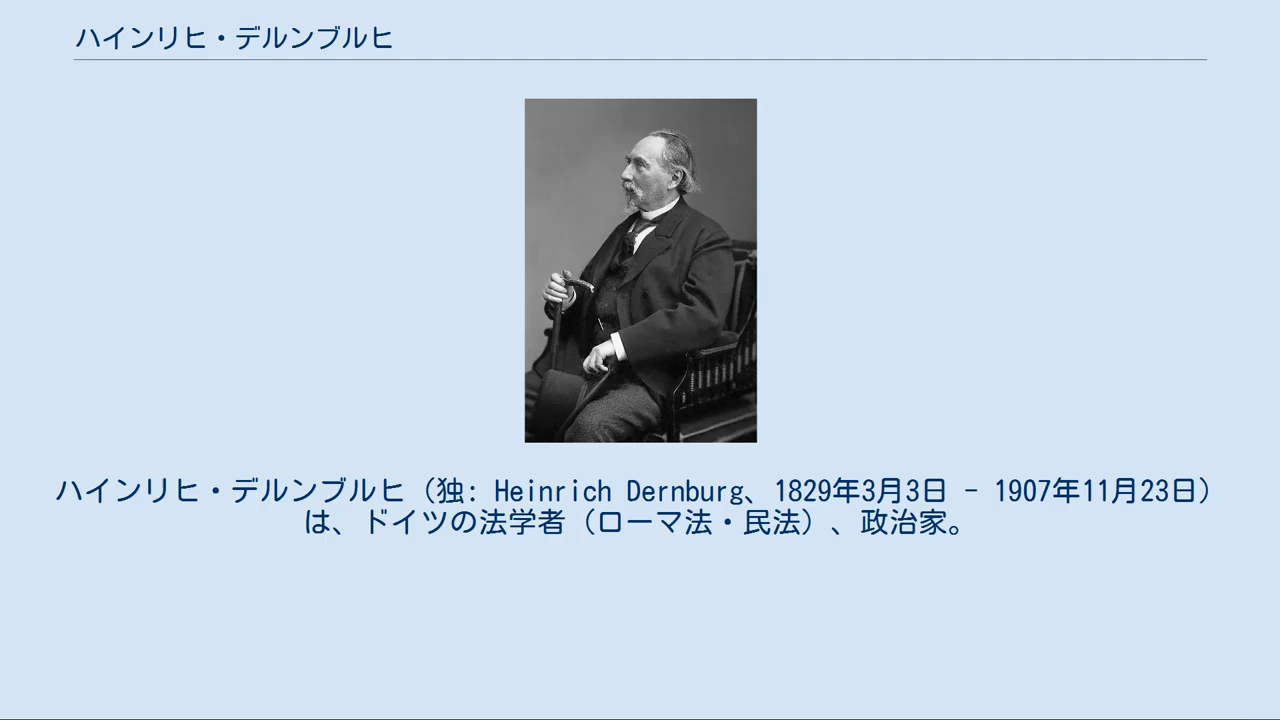 ハインリヒ・デルンブルヒ
ハインリヒ・デルンブルヒ（独: Heinrich Dernburg、1829年3月3日 - 1907年11月23日）
は、ドイツの法学者（ローマ法・民法）、政治家。